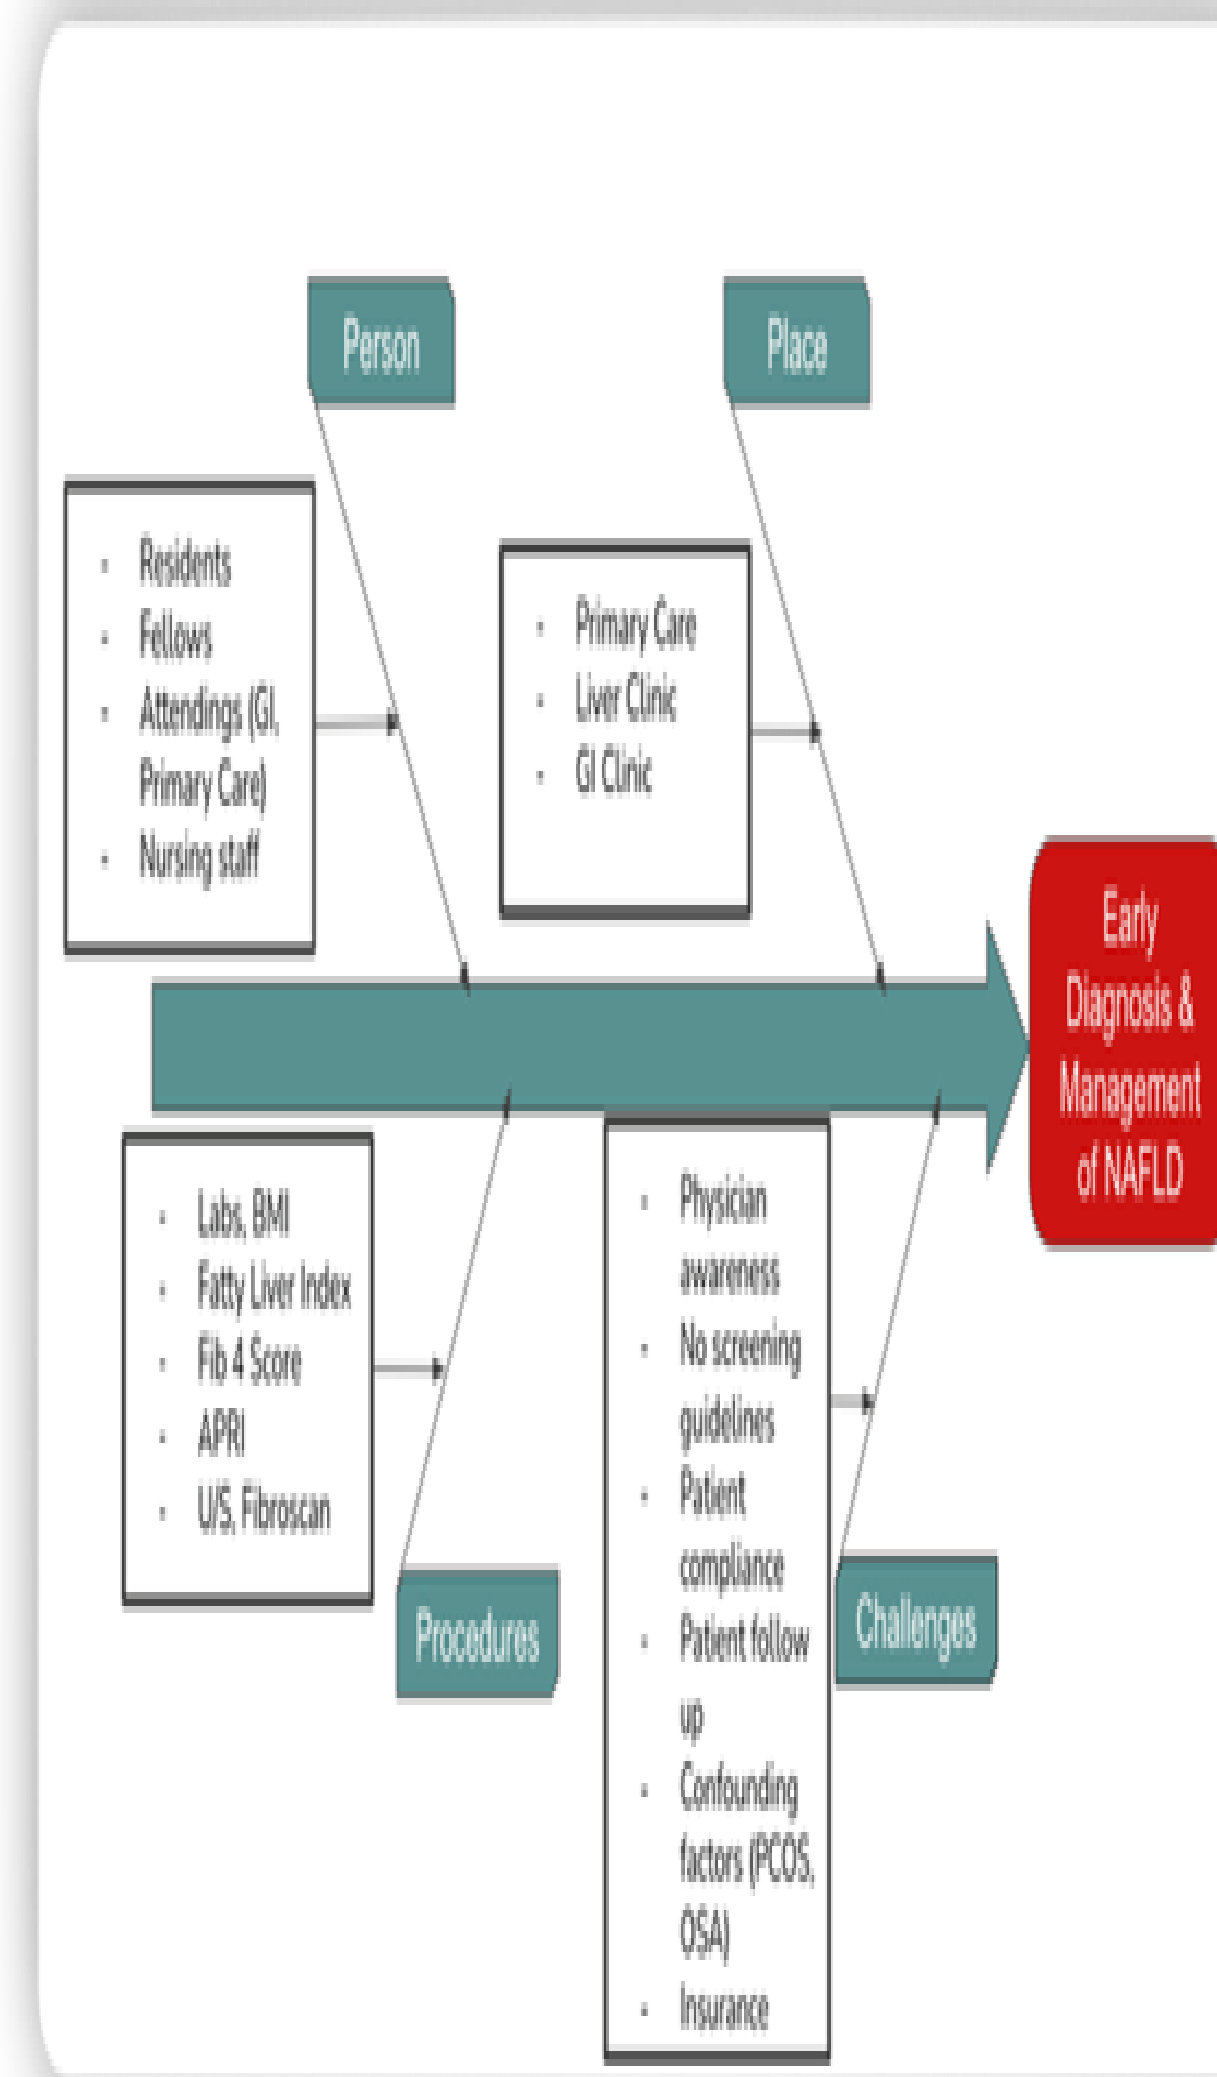 Person
Place
Residents
Fellows
Attendings (GI,
Primary Care)
Nursing staff
Primary Care
Liver Clinic
GI Clinic
Early
Diagnosis &
Management
of NAFLD
Labs, BMI
Fatty Liver Index
Fib 4 Score
APRI
U/S, Fibroscan
Procedures
Physician
awareness
No screening
guidelines
Patient
compliance
Patient follow
up
Confounding
factors (PCOS,
OSA)
Insurance
Challenges